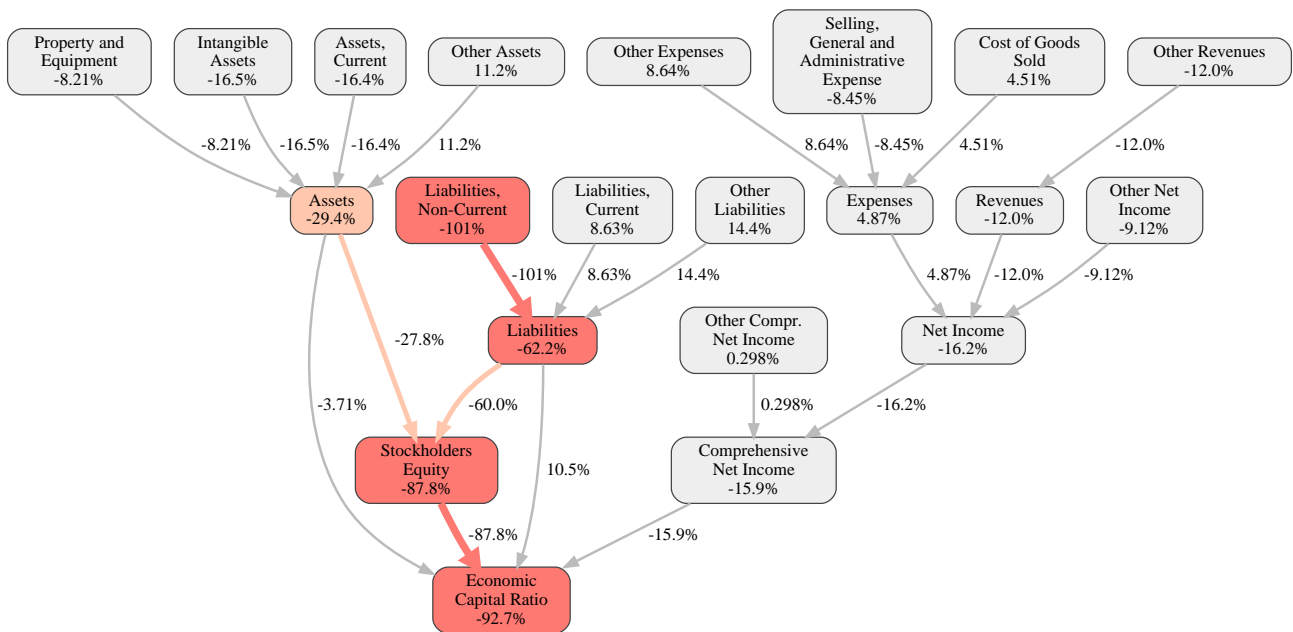 Property and
Equipment
-8.21%
Intangible
Assets
-16.5%
Assets,
Current
-16.4%
Other Assets
11.2%
Other Expenses
8.64%
Selling,
General and
Administrative
Expense
-8.45%
Cost of Goods
Sold
4.51%
Other Revenues
-12.0%
-8.21%
-16.5%
-16.4%
11.2%
8.64%
-8.45%
4.51%
-12.0%
Assets
-29.4%
Liabilities,
Non-Current
-101%
Liabilities,
Current
8.63%
Other
Liabilities
14.4%
Expenses
4.87%
Revenues
-12.0%
Other Net
Income
-9.12%
-101%
8.63%
14.4%
4.87%
-12.0%
-9.12%
-27.8%
Liabilities
-62.2%
Other Compr.
Net Income
0.298%
Net Income
-16.2%
-3.71%
-60.0%
0.298%
-16.2%
Stockholders
Equity
-87.8%
10.5%
Comprehensive
Net Income
-15.9%
-87.8%
-15.9%
Economic
Capital Ratio
-92.7%